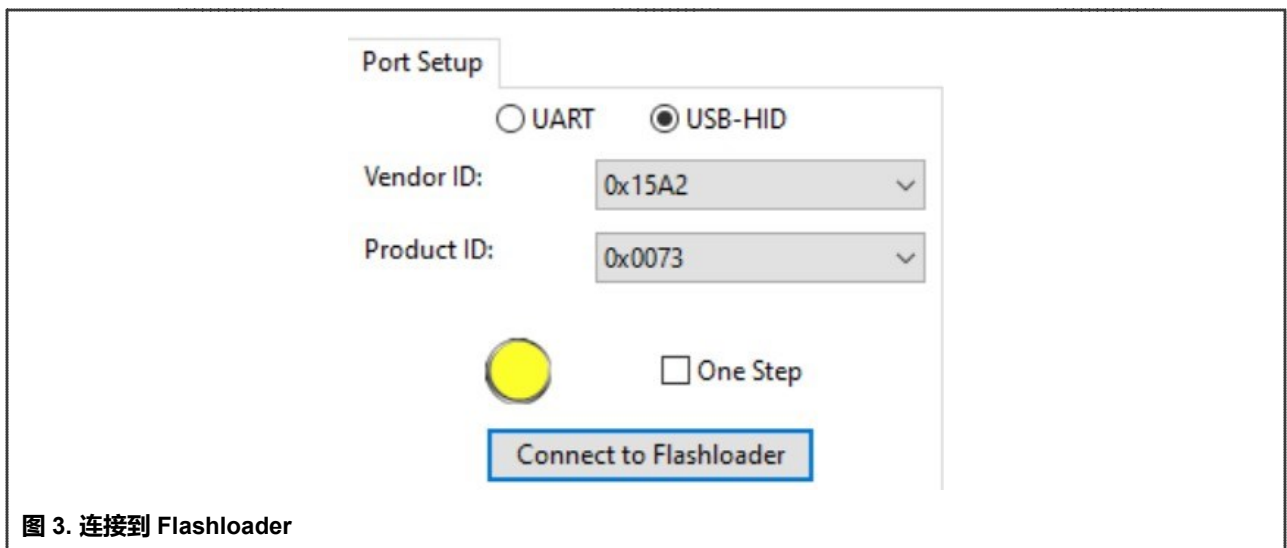 Port Setup
UART USB-HID
Vendor ID: 0x15A2
Product ID: 0x0073
One Step
Connect to Flashloader
图 3. 连接到 Flashloader